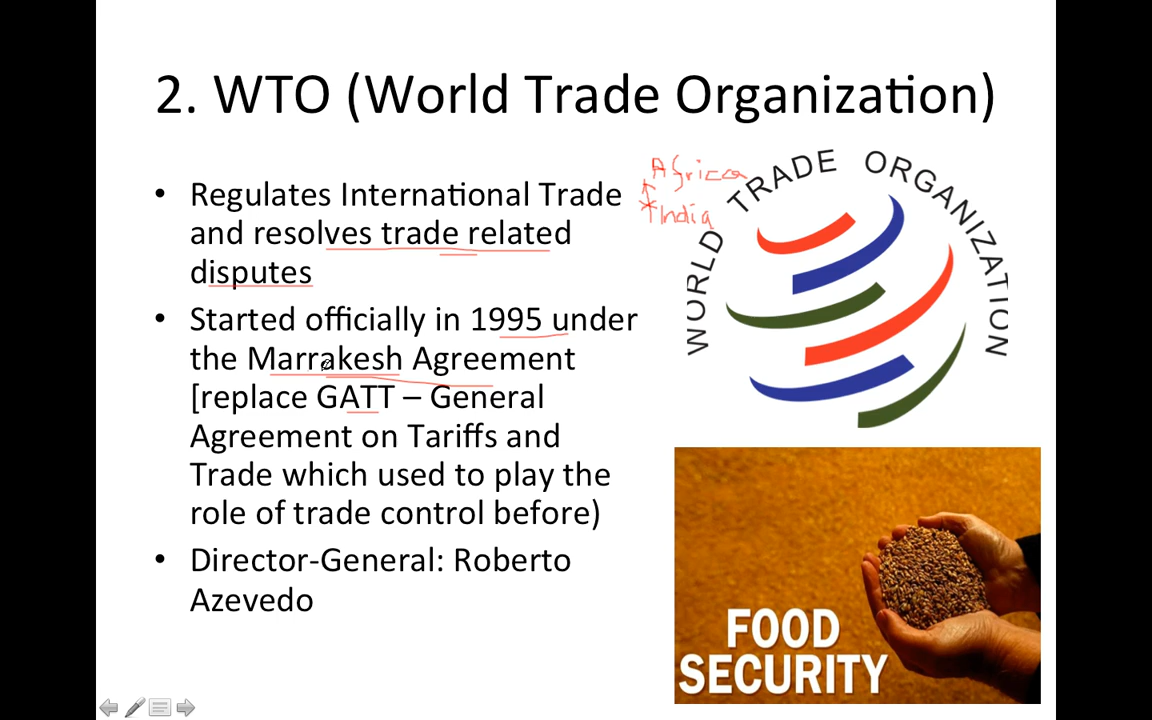 2. WTO (World Trade Organization)
• Regulates International Trade
and resolves trade related
disputes
• Started officially in 1995 under
the Marrakesh Agreement
[replace GATT – General
Agreement on Tariffs and
Trade which used to play the
role of trade control before)
• Director-General: Roberto
Azevedo
Africa
India
WORLD TRADE ORGANIZATION
FOOD
SECURITY